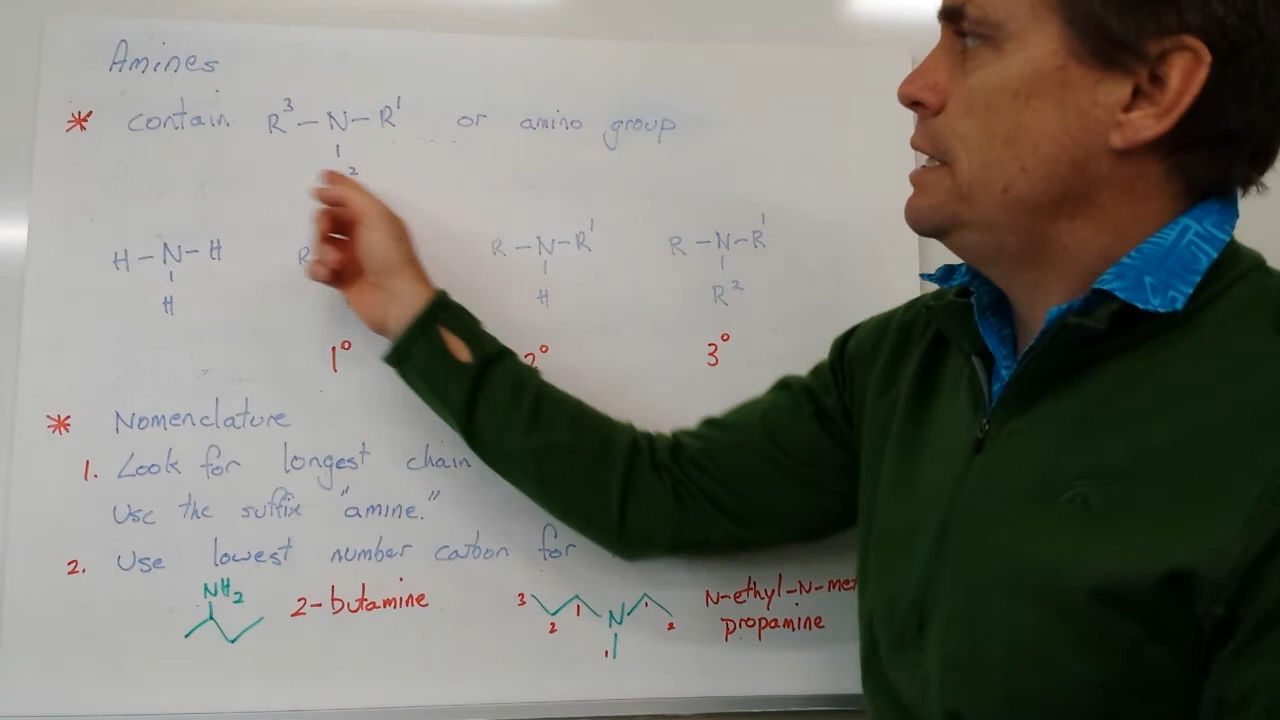 Amines
* contain R³ – N – R¹ or amino group
2
H – N – H R R – N – R¹ R – N – R¹
H H R²
1° 2° 3°
* Nomenclature
1. Look for longest chain
Use the suffix "amine."
2. Use lowest number carbon for
NH₂ 2-butamine 3 2 1 N 1 2 1 N-ethyl-N-
propamine